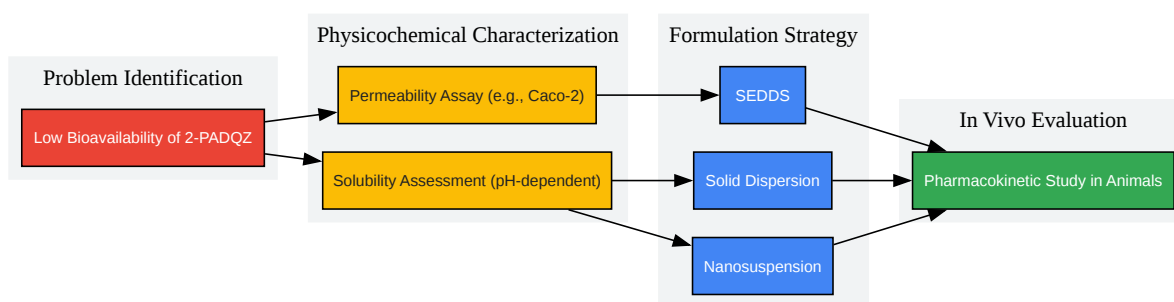 Problem Identification
Low Bioavailability of 2-PADQZ
Physicochemical Characterization
Permeability Assay (e.g., Caco-2)
Solubility Assessment (pH-dependent)
Formulation Strategy
SEDDS
Solid Dispersion
Nanosuspension
In Vivo Evaluation
Pharmacokinetic Study in Animals